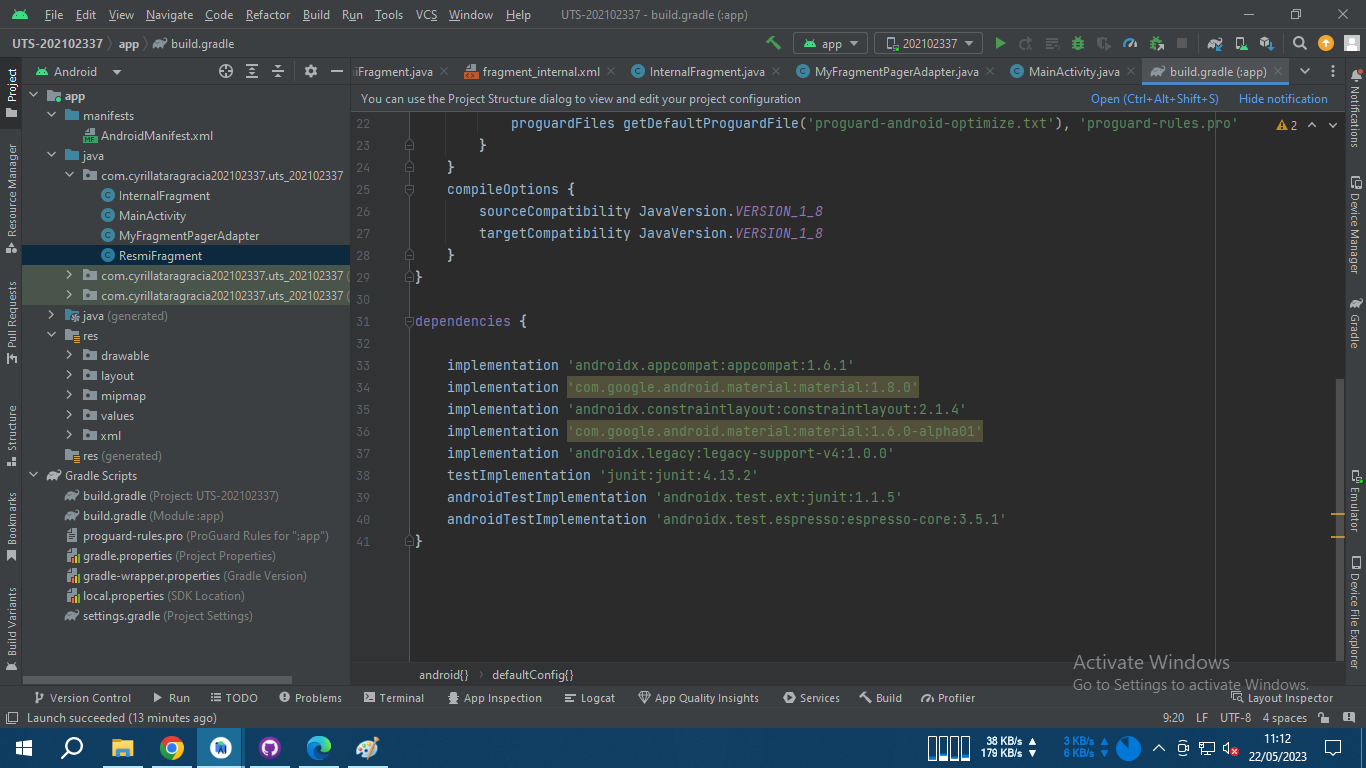 File Edit View Navigate Code Refactor Build Run Tools VCS Window Help UTS-202102337 - build.gradle (:app)
UTS-202102337 app build.gradle app 202102337
Project
Android
iFragment.java fragment_internal.xml InternalFragment.java MyFragmentPagerAdapter.java MainActivity.java build.gradle (:app)
You can use the Project Structure dialog to view and edit your project configuration Open (Ctrl+Alt+Shift+S) Hide notification
app
manifests
AndroidManifest.xml
java
com.cyrillataragracia202102337.uts_202102337
InternalFragment
MainActivity
MyFragmentPagerAdapter
ResmiFragment
com.cyrillataragracia202102337.uts_202102337 (
com.cyrillataragracia202102337.uts_202102337 (
java (generated)
res
drawable
layout
mipmap
values
xml
res (generated)
Gradle Scripts
build.gradle (Project: UTS-202102337)
build.gradle (Module :app)
proguard-rules.pro (ProGuard Rules for ":app")
gradle.properties (Project Properties)
gradle-wrapper.properties (Gradle Version)
local.properties (SDK Location)
settings.gradle (Project Settings)
Resource Manager
Pull Requests
Structure
Bookmarks
Build Variants
22 proguardFiles getDefaultProguardFile('proguard-android-optimize.txt'), 'proguard-rules.pro' 2
23 }
24 }
25 compileOptions {
26 sourceCompatibility JavaVersion.VERSION_1_8
27 targetCompatibility JavaVersion.VERSION_1_8
28 }
29 }
30
31 dependencies {
32
33 implementation 'androidx.appcompat:appcompat:1.6.1'
34 implementation 'com.google.android.material:material:1.8.0'
35 implementation 'androidx.constraintlayout:constraintlayout:2.1.4'
36 implementation 'com.google.android.material:material:1.6.0-alpha01'
37 implementation 'androidx.legacy:legacy-support-v4:1.0.0'
38 testImplementation 'junit:junit:4.13.2'
39 androidTestImplementation 'androidx.test.ext:junit:1.1.5'
40 androidTestImplementation 'androidx.test.espresso:espresso-core:3.5.1'
41 }
Notifications
Device Manager
Gradle
Emulator
Device File Explorer
android{} defaultConfig{}
Activate Windows
Go to Settings to activate Windows.
Version Control Run TODO Problems Terminal App Inspection Logcat App Quality Insights Services Build Profiler Layout Inspector
Launch succeeded (13 minutes ago) 9:20 LF UTF-8 4 spaces
38 KB/s 3 KB/s 11:12
179 KB/s 6 KB/s 22/05/2023